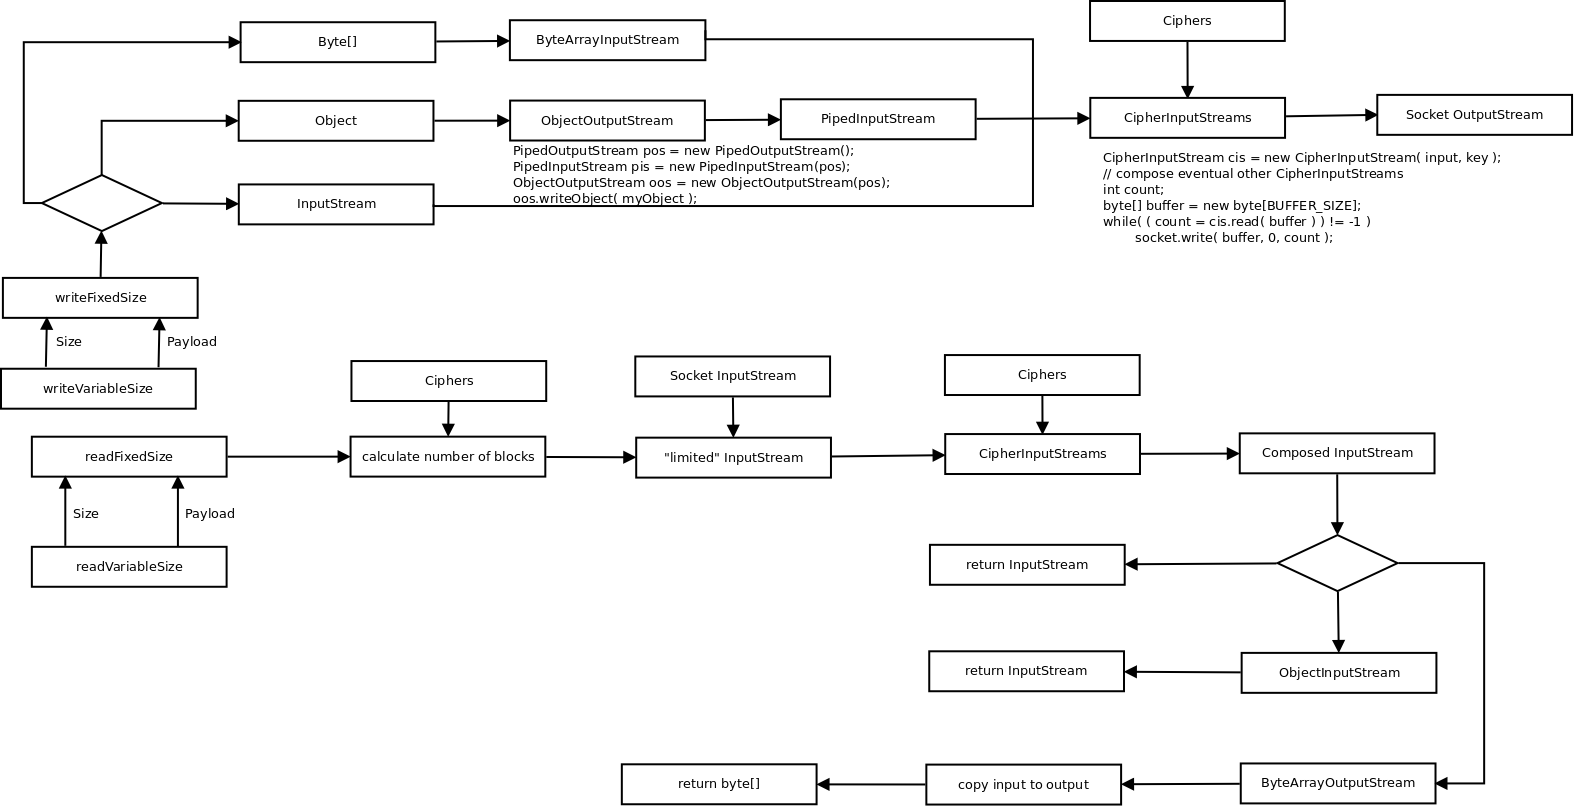 Ciphers
Byte[]
ByteArrayInputStream
Object
ObjectOutputStream
PipedInputStream
CipherInputStreams
Socket OutputStream
PipedOutputStream pos = new PipedOutputStream();
PipedInputStream pis = new PipedInputStream(pos);
ObjectOutputStream oos = new ObjectOutputStream(pos);
oos.writeObject( myObject );
CipherInputStream cis = new CipherInputStream( input, key );
// compose eventual other CipherInputStreams
int count;
byte[] buffer = new byte[BUFFER_SIZE];
while( ( count = cis.read( buffer ) ) != -1 )
socket.write( buffer, 0, count );
InputStream
writeFixedSize
Size
Payload
writeVariableSize
Ciphers
Socket InputStream
Ciphers
readFixedSize
calculate number of blocks
"limited" InputStream
CipherInputStreams
Composed InputStream
Size
Payload
readVariableSize
return InputStream
return InputStream
ObjectInputStream
return byte[]
copy input to output
ByteArrayOutputStream